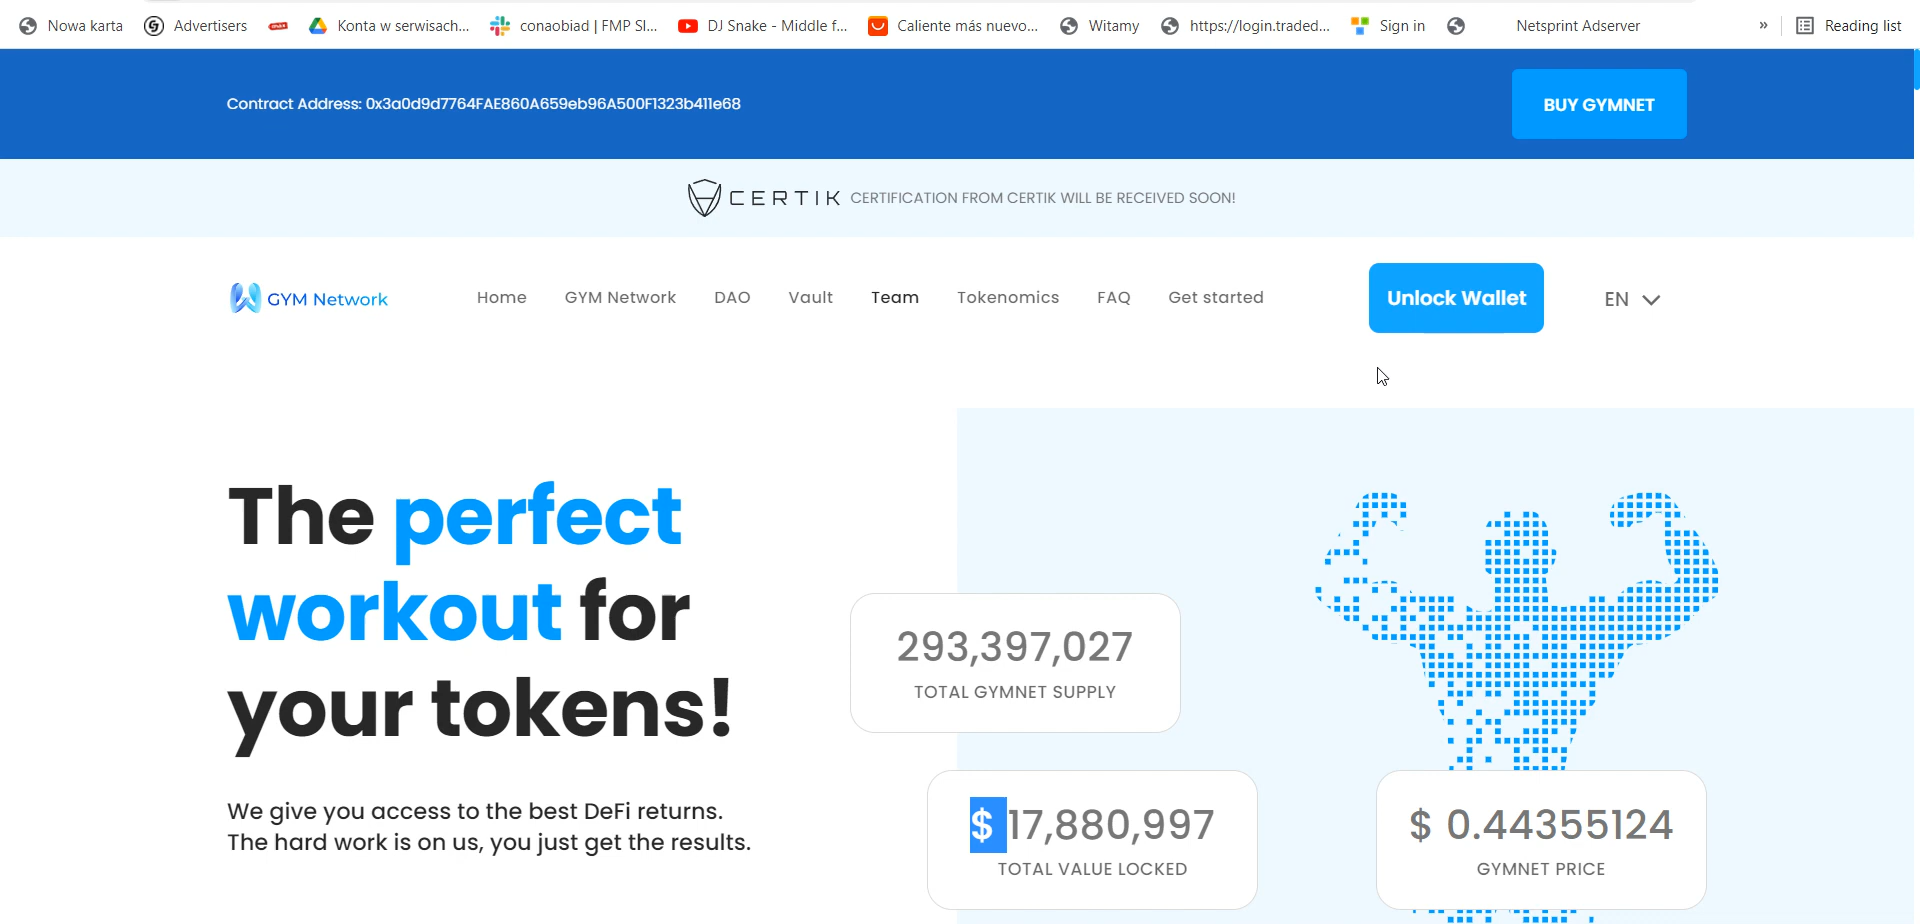 Nowa karta Advertisers Konta w serwisach... conaobiad | FMP Sl... DJ Snake - Middle f... Caliente más nuevo... Witamy https://login.traded... Sign in Netsprint Adserver » Reading list
Contract Address: 0x3a0d9d7764FAE860A659eb96A500F1323b411e68
BUY GYMNET
CERTIK CERTIFICATION FROM CERTIK WILL BE RECEIVED SOON!
GYM Network Home GYM Network DAO Vault Team Tokenomics FAQ Get started Unlock Wallet EN
The perfect
workout for
your tokens!
We give you access to the best DeFi returns.
The hard work is on us, you just get the results.
293,397,027
TOTAL GYMNET SUPPLY
$ 17,880,997
TOTAL VALUE LOCKED
$ 0.44355124
GYMNET PRICE